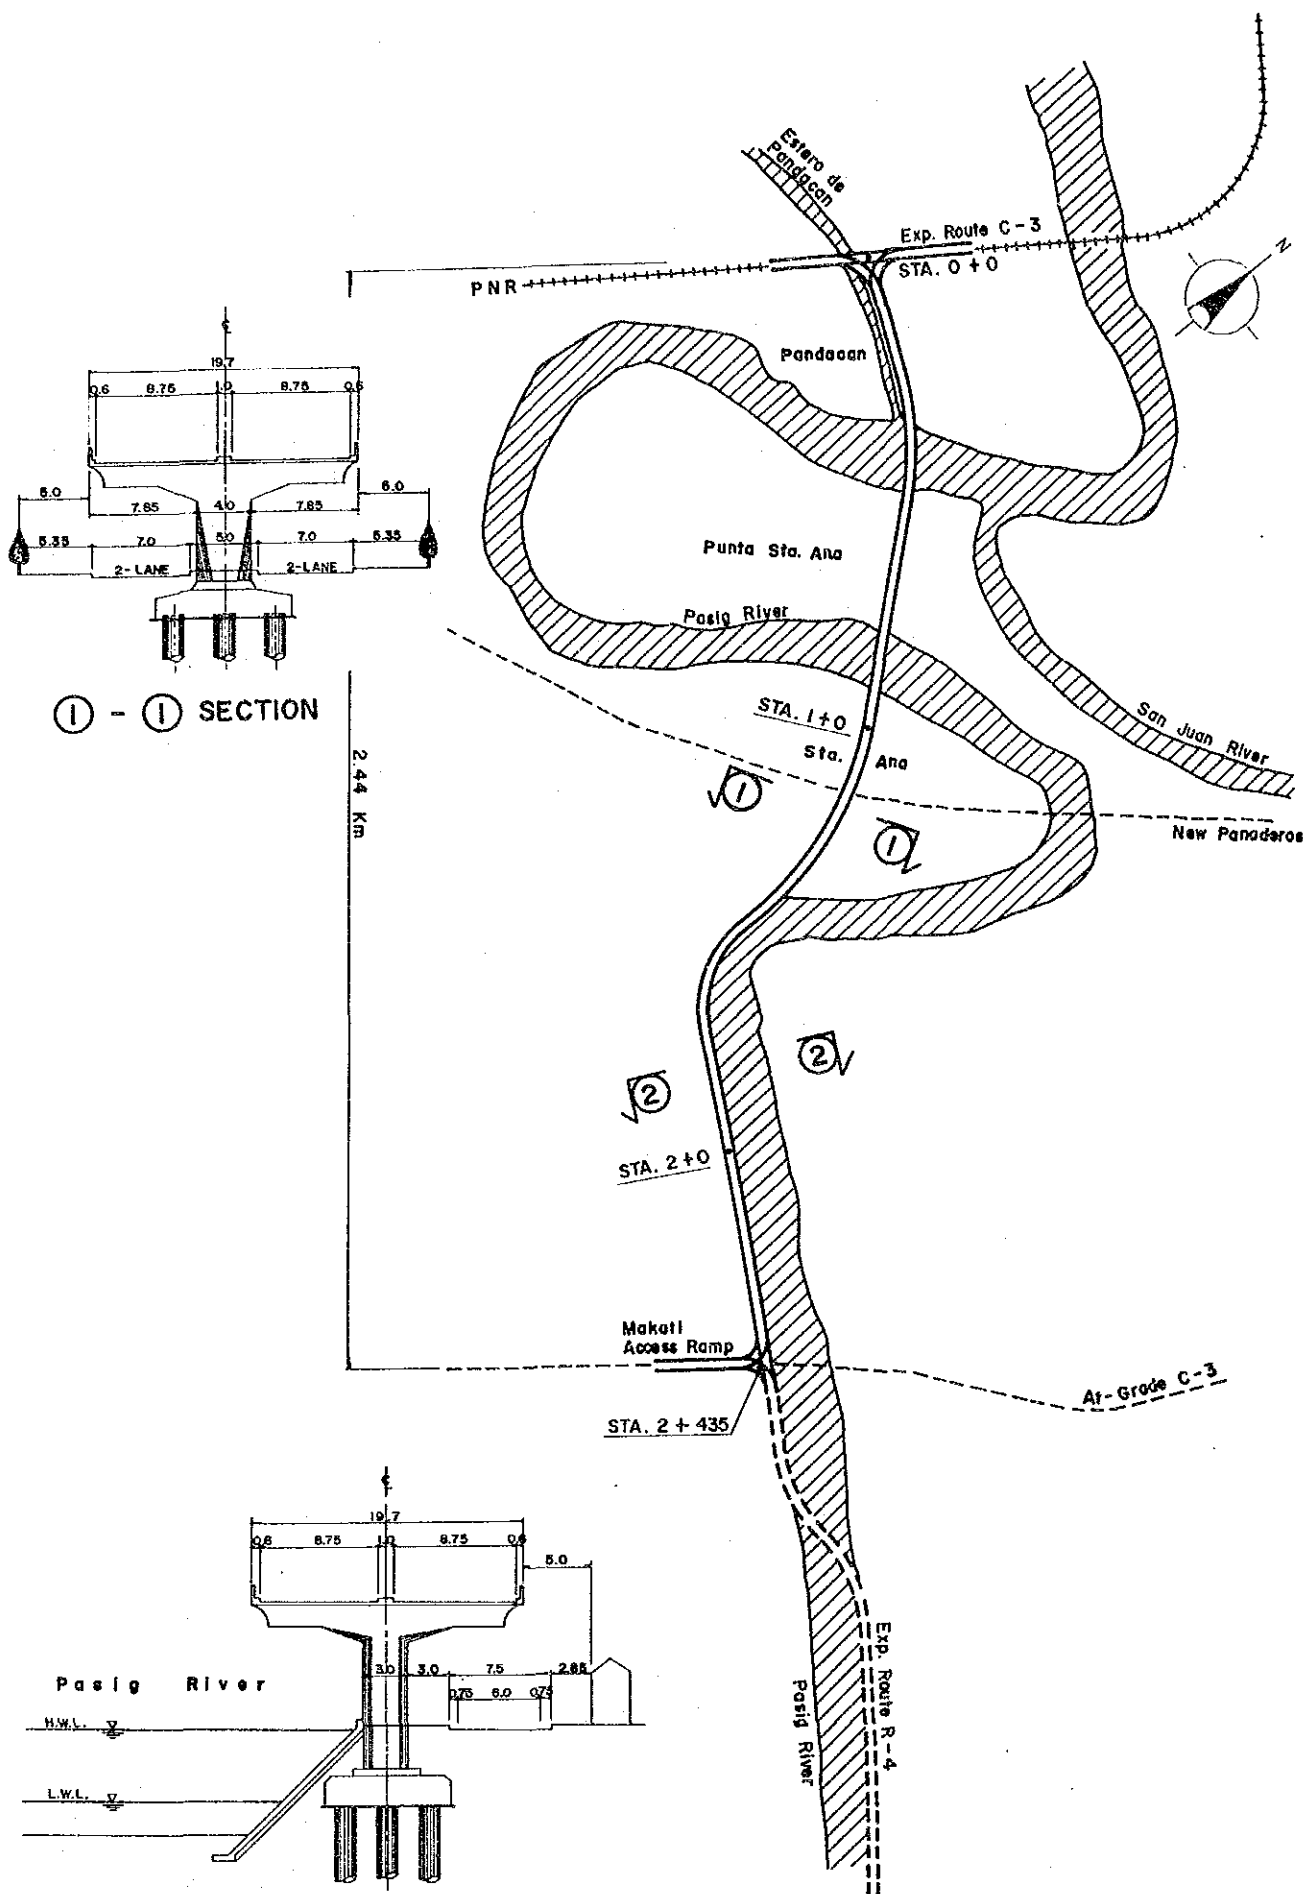 Estero de
Pandacan
Exp. Route C-3
STA. 0+0
PNR
N
Pandacan
℄
19.7
0.6 8.75 1.0 8.75 0.6
5.0 6.0
7.85 4.0 7.85
5.35 7.0 5.0 7.0 5.35
2-LANE 2-LANE
1 - 1 SECTION
Punta Sta. Ana
Pasig River
San Juan River
STA. 1+0
Sta. Ana
1
1
New Panaderos
2.44 Km
2
2
STA. 2+0
Makati
Access Ramp
At-Grade C-3
STA. 2+435
℄
19.7
0.6 8.75 1.0 8.75 0.6
5.0
3.0 3.0 7.5 2.85
0.75 6.0 0.75
Pasig River
H.W.L.
L.W.L.
Pasig River
Exp. Route R-4